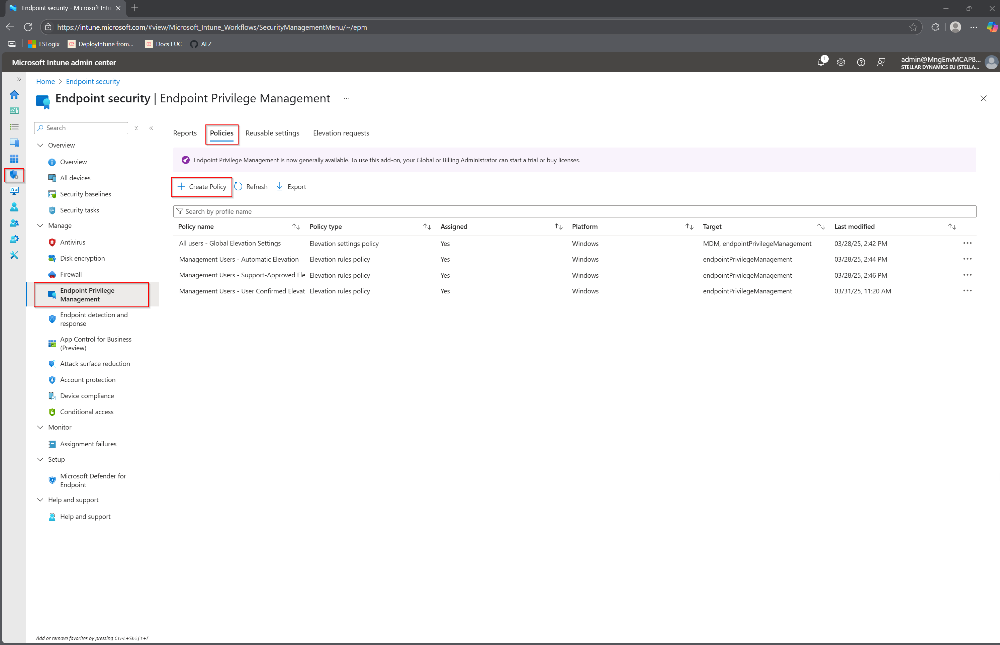 Endpoint security - Microsoft Intu
https://intune.microsoft.com/#view/Microsoft_Intune_Workflows/SecurityManagementMenu/~/epm
FSLogix
DeployIntune from...
Docs EUC
ALZ
Microsoft Intune admin center
1
admin@MngEnvMCAP8...
STELLAR DYNAMICS EU (STELLA...
Home > Endpoint security
Endpoint security | Endpoint Privilege Management ...
Search
Overview
Overview
All devices
Security baselines
Security tasks
Manage
Antivirus
Disk encryption
Firewall
Endpoint Privilege
Management
Endpoint detection and
response
App Control for Business
(Preview)
Attack surface reduction
Account protection
Device compliance
Conditional access
Monitor
Assignment failures
Setup
Microsoft Defender for
Endpoint
Help and support
Help and support
Add or remove favorites by pressing Ctrl+Shift+F
Reports Policies Reusable settings Elevation requests
Endpoint Privilege Management is now generally available. To use this add-on, your Global or Billing Administrator can start a trial or buy licenses.
Create Policy Refresh Export
Search by profile name
Policy name Policy type Assigned Platform Target Last modified
All users - Global Elevation Settings Elevation settings policy Yes Windows MDM, endpointPrivilegeManagement 03/28/25, 2:42 PM
Management Users - Automatic Elevation Elevation rules policy Yes Windows endpointPrivilegeManagement 03/28/25, 2:44 PM
Management Users - Support-Approved Ele Elevation rules policy Yes Windows endpointPrivilegeManagement 03/28/25, 2:46 PM
Management Users - User Confirmed Elevat Elevation rules policy Yes Windows endpointPrivilegeManagement 03/31/25, 11:20 AM